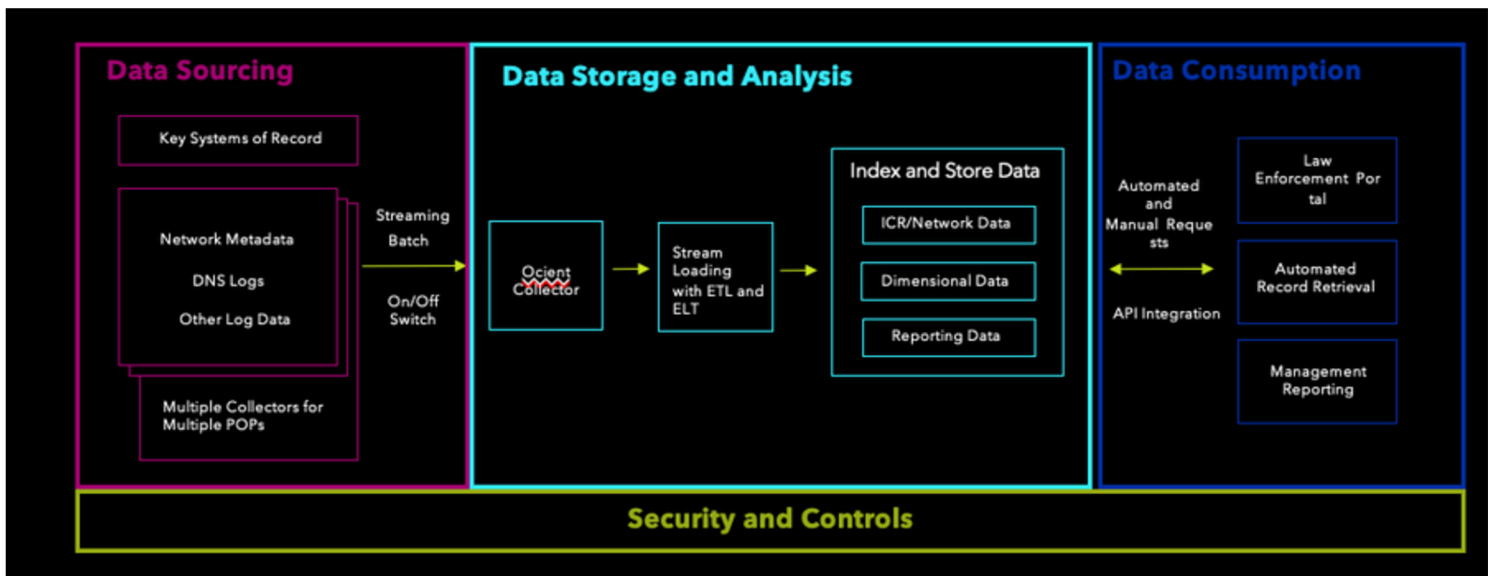 Data Sourcing
Key Systems of Record
Network Metadata
DNS Logs
Other Log Data
Multiple Collectors for
Multiple POPs
Streaming
Batch
On/Off
Switch
Data Storage and Analysis
Ocient
Collector
Stream
Loading
with ETL and
ELT
Index and Store Data
ICR/Network Data
Dimensional Data
Reporting Data
Data Consumption
Automated
and
Manual Reque
sts
API Integration
Law
Enforcement Por
tal
Automated
Record Retrieval
Management
Reporting
Security and Controls